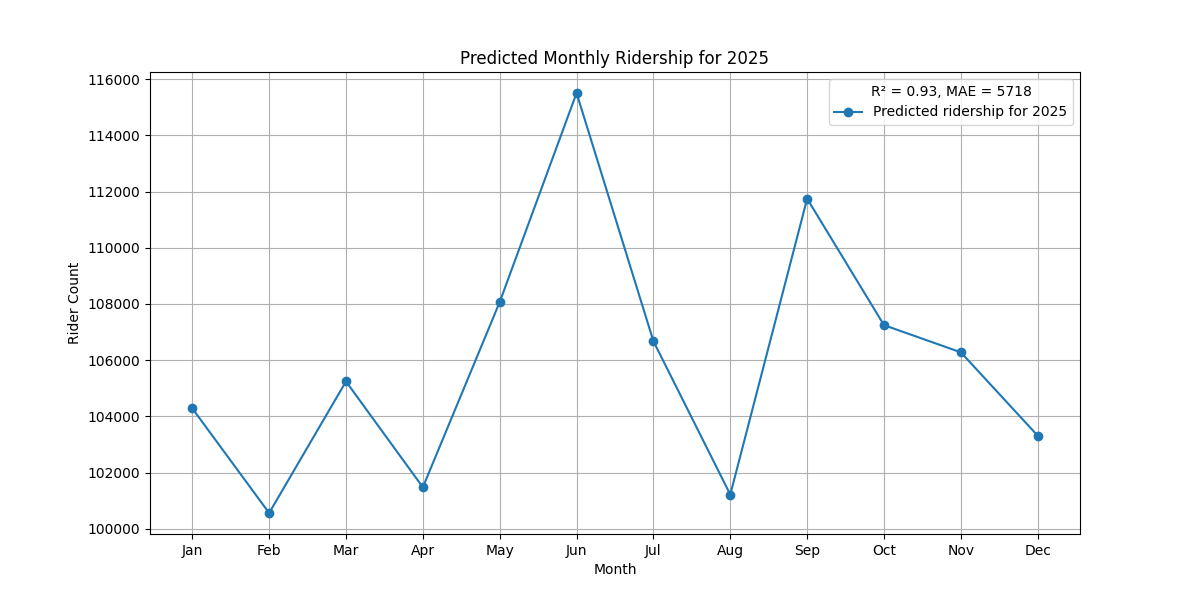 Predicted Monthly Ridership for 2025
R² = 0.93, MAE = 5718
Predicted ridership for 2025
116000
114000
112000
110000
108000
106000
104000
102000
100000
Rider Count
Jan Feb Mar Apr May Jun Jul Aug Sep Oct Nov Dec
Month